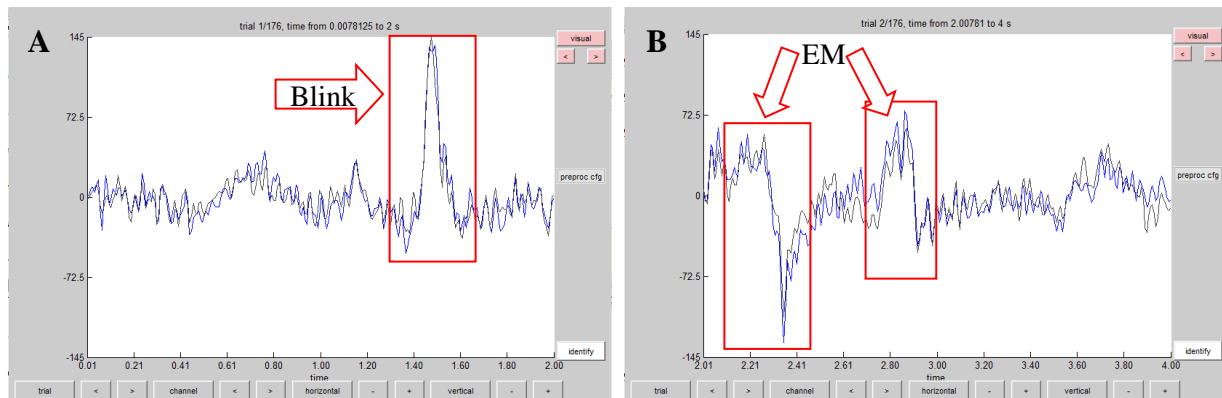 A
trial 1/176, time from 0.0078125 to 2 s
visual
< >
preproc cfg
identify
145
72.5
0
-72.5
-145
Blink
0.01 0.21 0.41 0.61 0.80 1.00 1.20 1.40 1.60 1.80 2.00
time
trial < > channel < > horizontal - + vertical - +
B
trial 2/176, time from 2.00781 to 4 s
visual
< >
preproc cfg
identify
145
72.5
0
-72.5
-145
EM
2.01 2.21 2.41 2.61 2.80 3.00 3.20 3.40 3.60 3.80 4.00
time
trial < > channel < > horizontal - + vertical - +